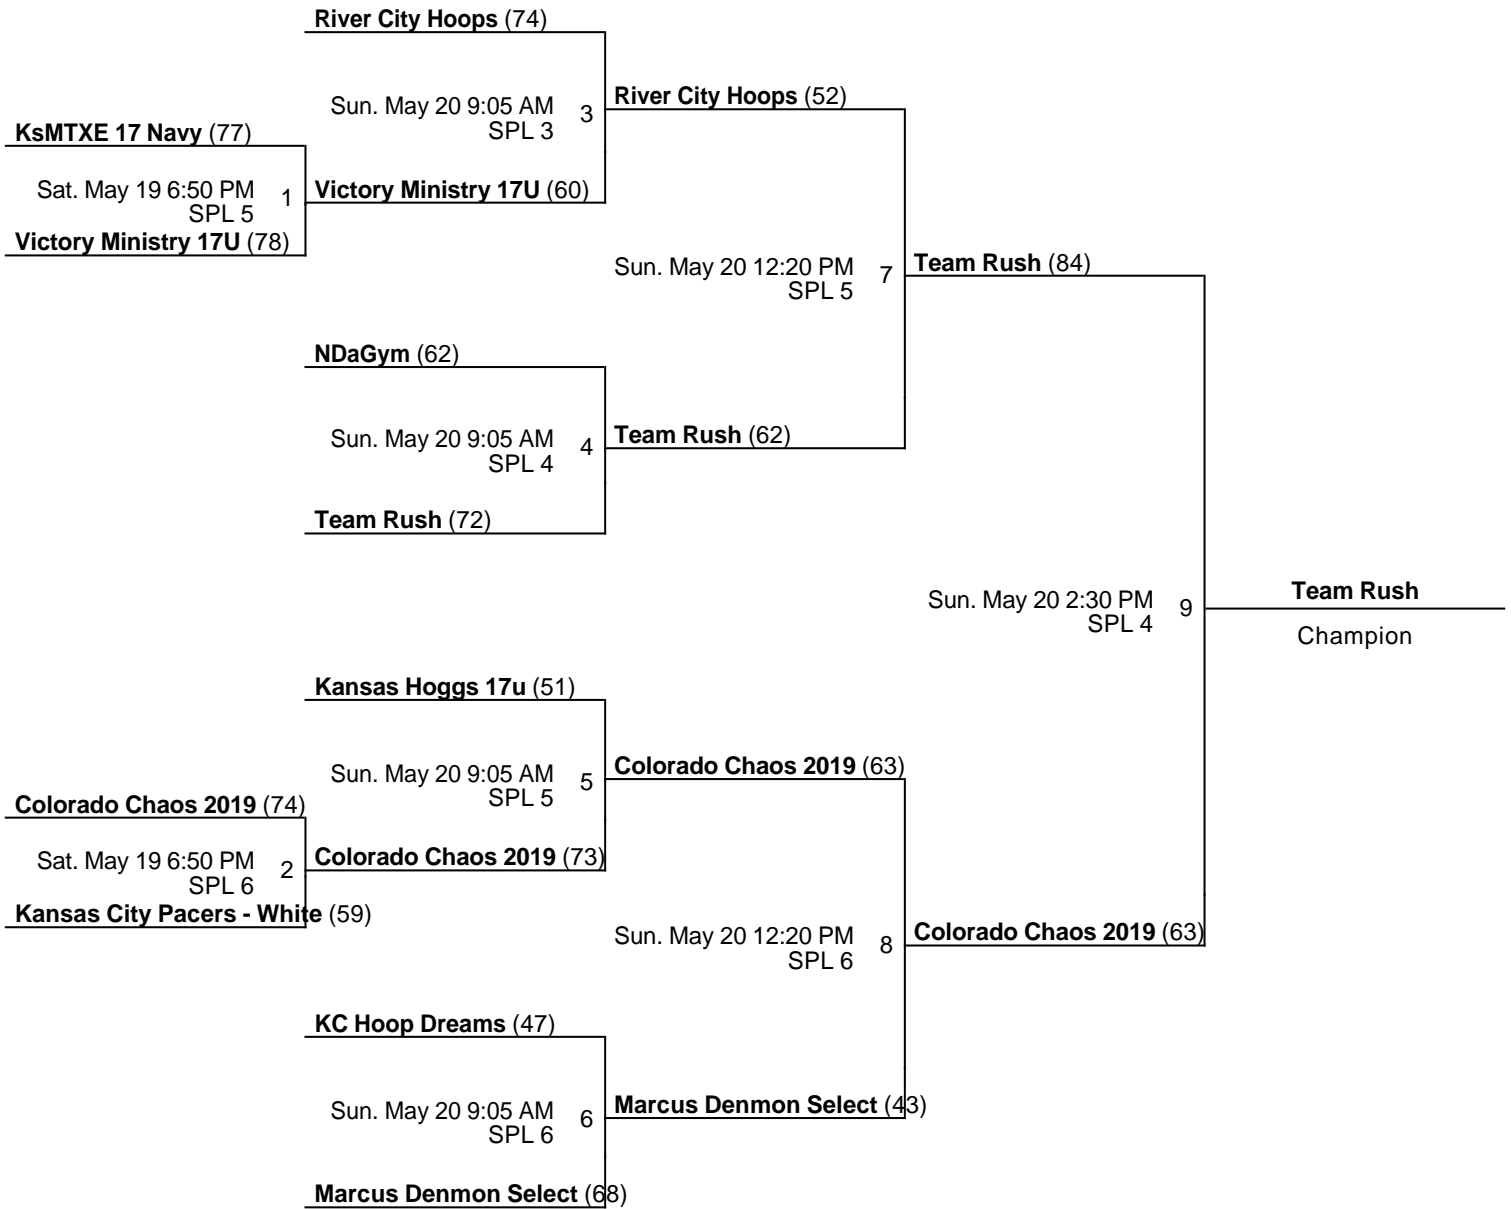 River City Hoops (74)
Sun. May 20 9:05 AM 3
SPL 3
River City Hoops (52)
KsMTXE 17 Navy (77)
Sat. May 19 6:50 PM 1
SPL 5
Victory Ministry 17U (60)
Victory Ministry 17U (78)
Sun. May 20 12:20 PM 7
SPL 5
Team Rush (84)
NDaGym (62)
Sun. May 20 9:05 AM 4
SPL 4
Team Rush (62)
Team Rush (72)
Sun. May 20 2:30 PM 9
SPL 4
Team Rush
Champion
Kansas Hoggs 17u (51)
Sun. May 20 9:05 AM 5
SPL 5
Colorado Chaos 2019 (63)
Colorado Chaos 2019 (74)
Sat. May 19 6:50 PM 2
SPL 6
Colorado Chaos 2019 (73)
Kansas City Pacers - White (59)
Sun. May 20 12:20 PM 8
SPL 6
Colorado Chaos 2019 (63)
KC Hoop Dreams (47)
Sun. May 20 9:05 AM 6
SPL 6
Marcus Denmon Select (43)
Marcus Denmon Select (68)